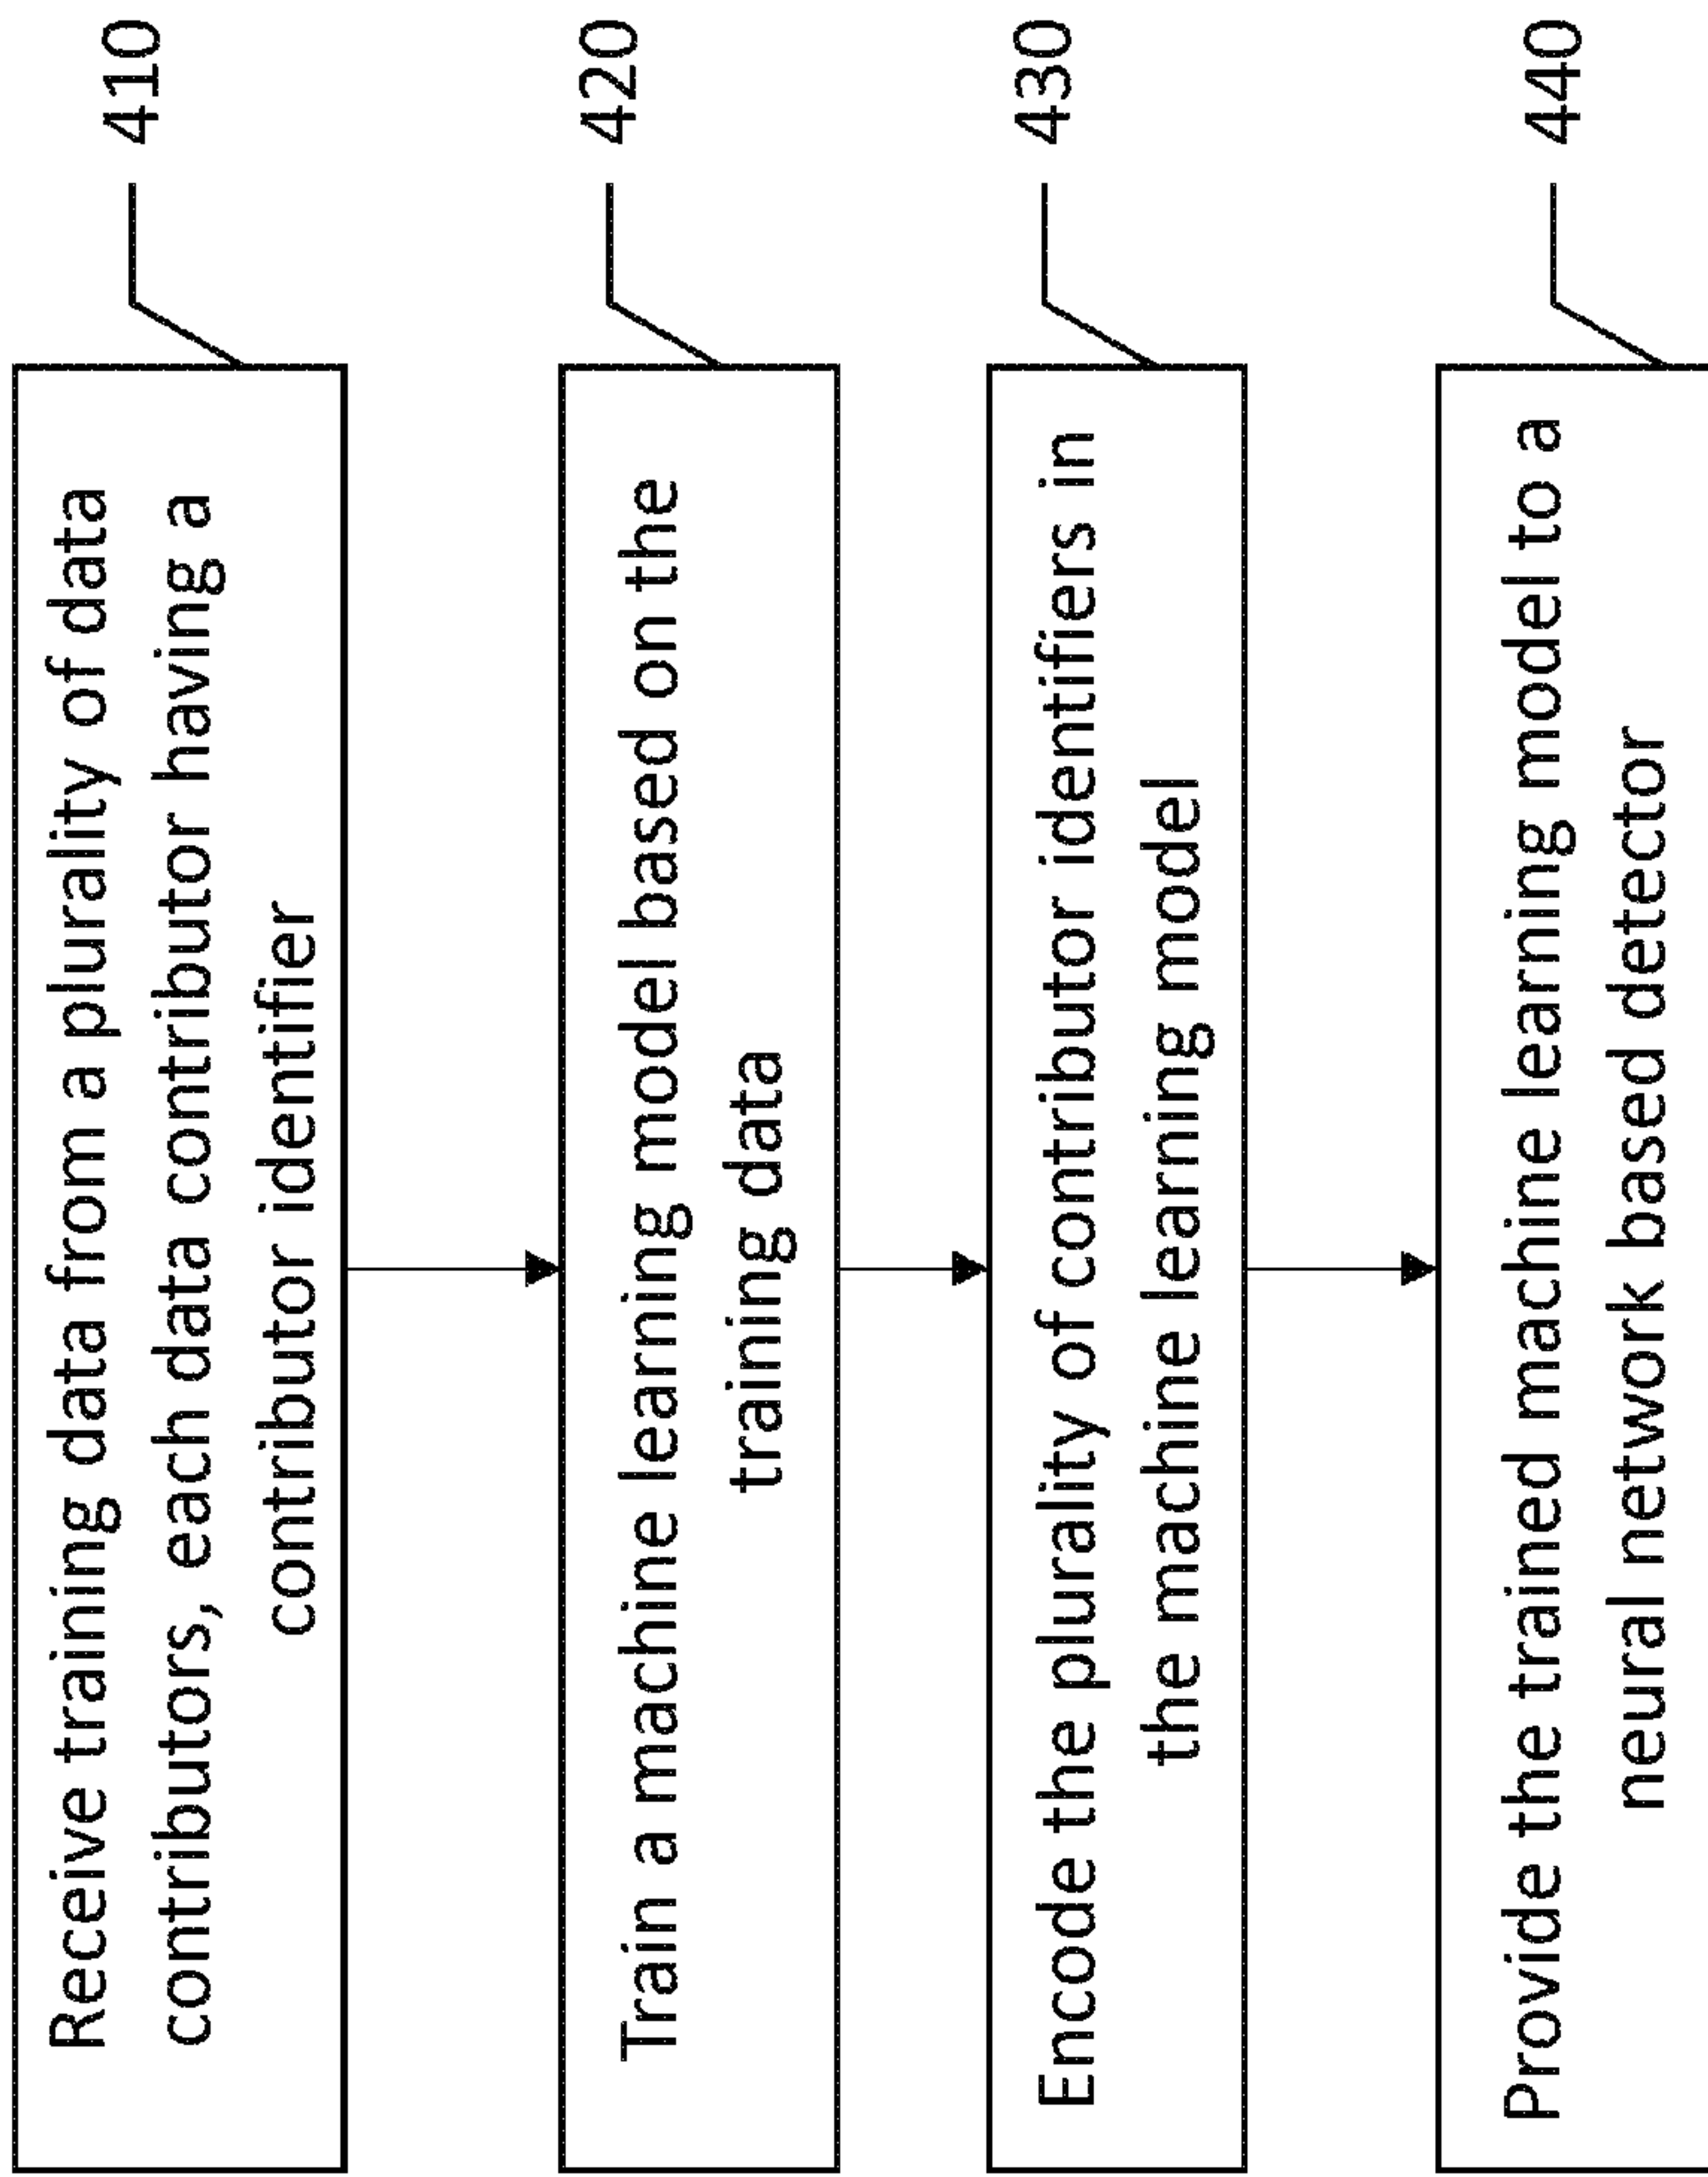 Receive training data from a plurality of data
contributors, each data contributor having a
contributor identifier
410
Train a machine learning model based on the
training data
420
Encode the plurality of contributor identifiers in
the machine learning model
430
Provide the trained machine learning model to a
neural network based detector
440